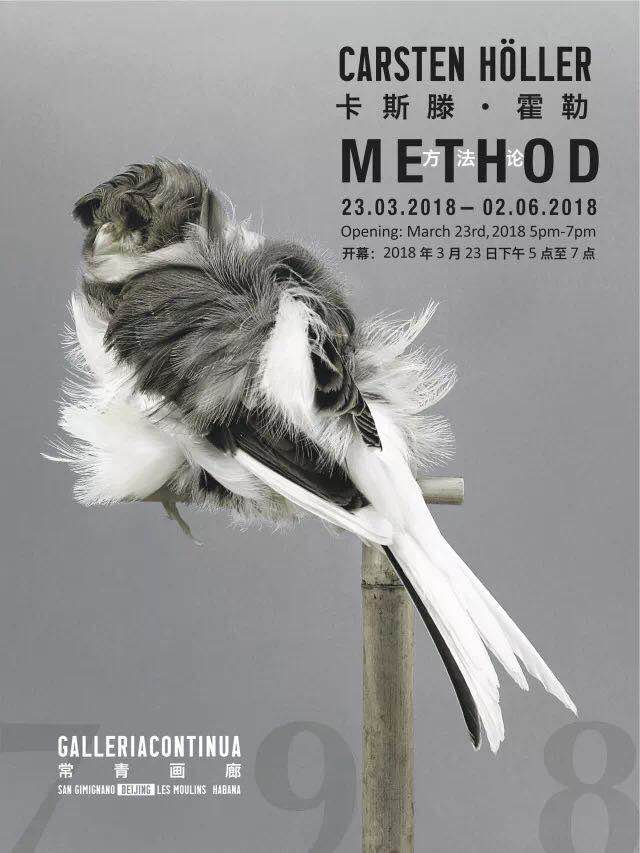 CARSTEN HÖLLER
卡斯滕・霍勒
METHOD
方法论
23.03.2018— 02.06.2018
Opening: March 23rd, 2018 5pm-7pm
开幕：2018 年 3 月 23 日下午 5 点至 7 点
GALLERIACONTINUA
常青画廊
SAN GIMIGNANO BEIJING LES MOULINS HABANA
798